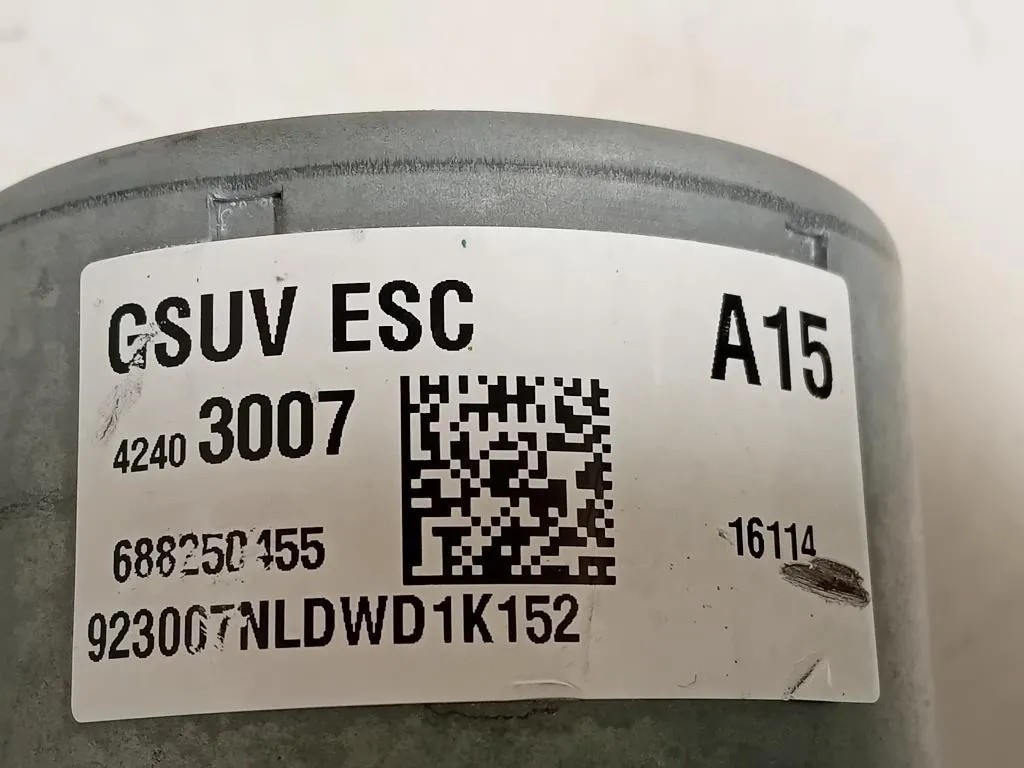 GSUV ESC
A15
4240 3007
16114
688250455
923007NLDWD1K152